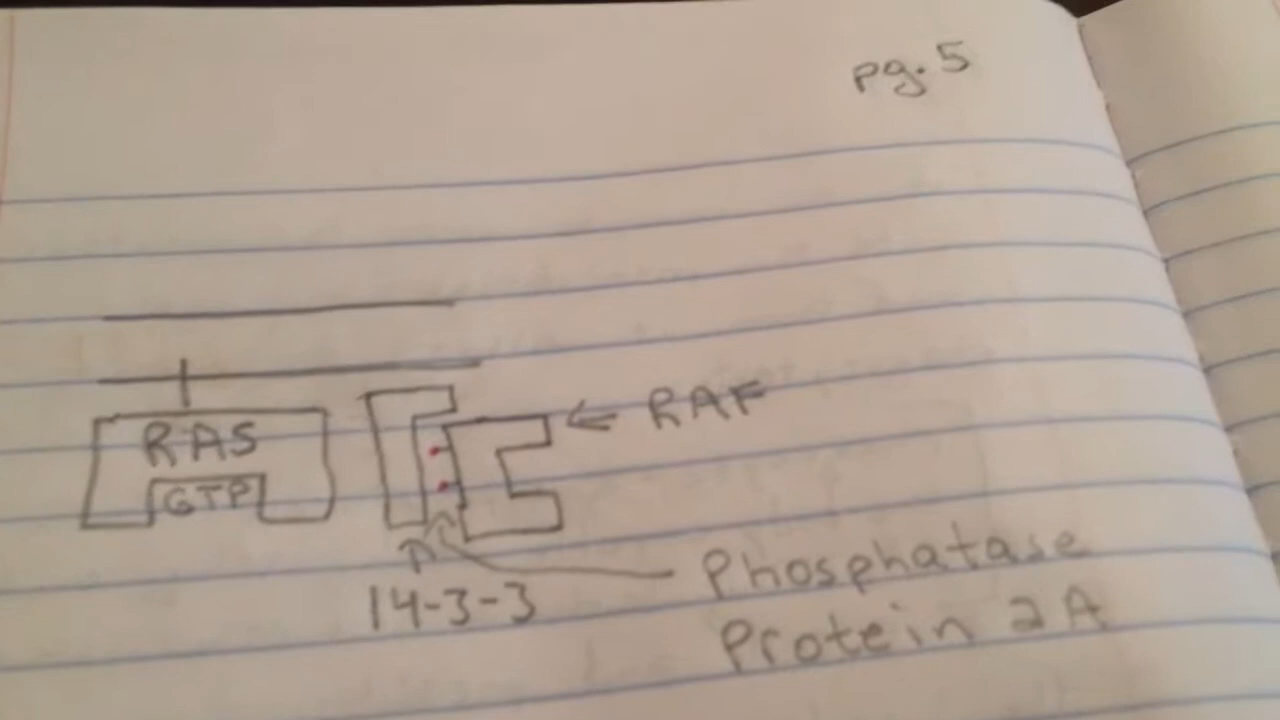 pg. 5
RAS
GTP
← RAF
14-3-3
Phosphatase
Protein 2A